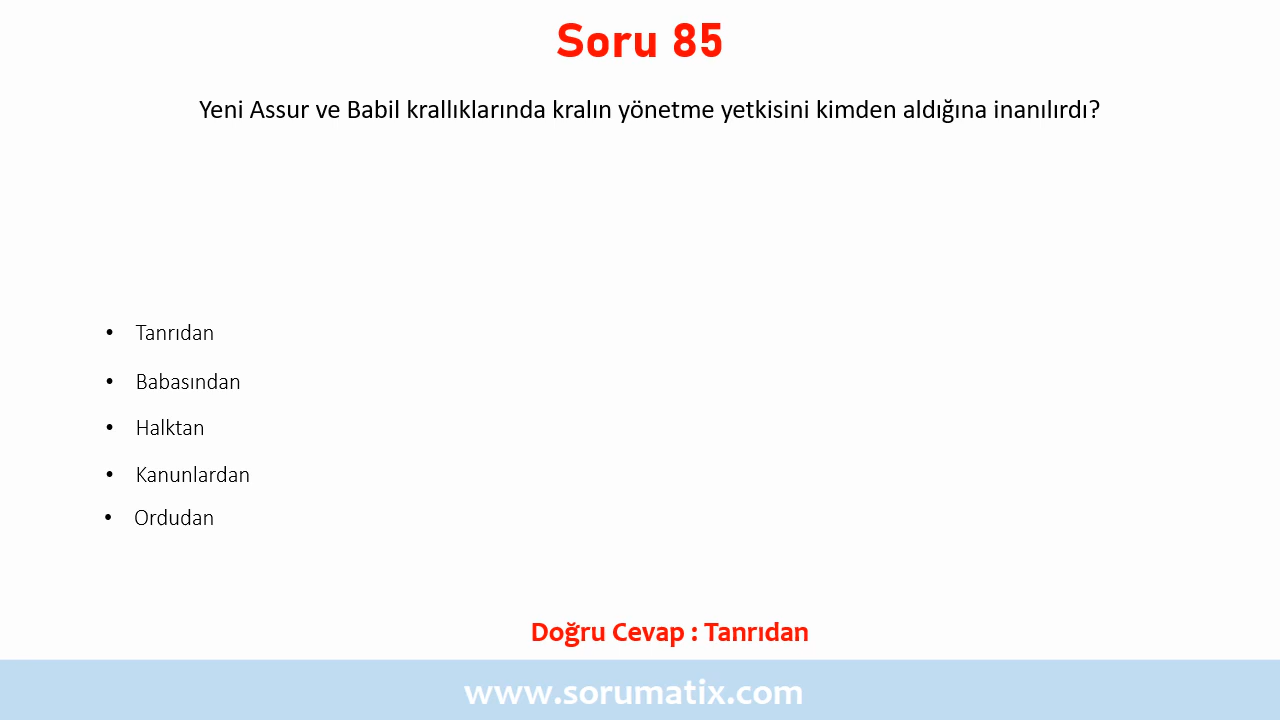 Soru 85
Yeni Assur ve Babil krallıklarında kralın yönetme yetkisini kimden aldığına inanılırdı?
• Tanrıdan
• Babasından
• Halktan
• Kanunlardan
• Ordudan
Doğru Cevap : Tanrıdan
www.sorumatix.com